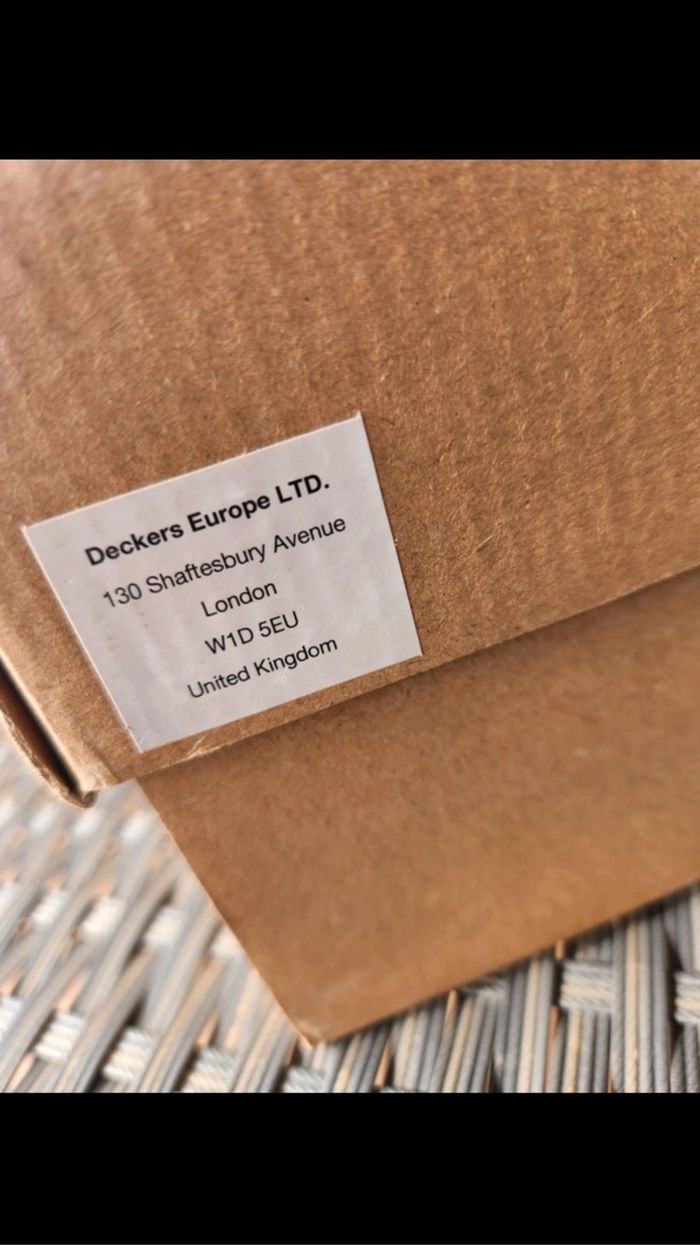 Deckers Europe LTD.
130 Shaftesbury Avenue
London
W1D 5EU
United Kingdom